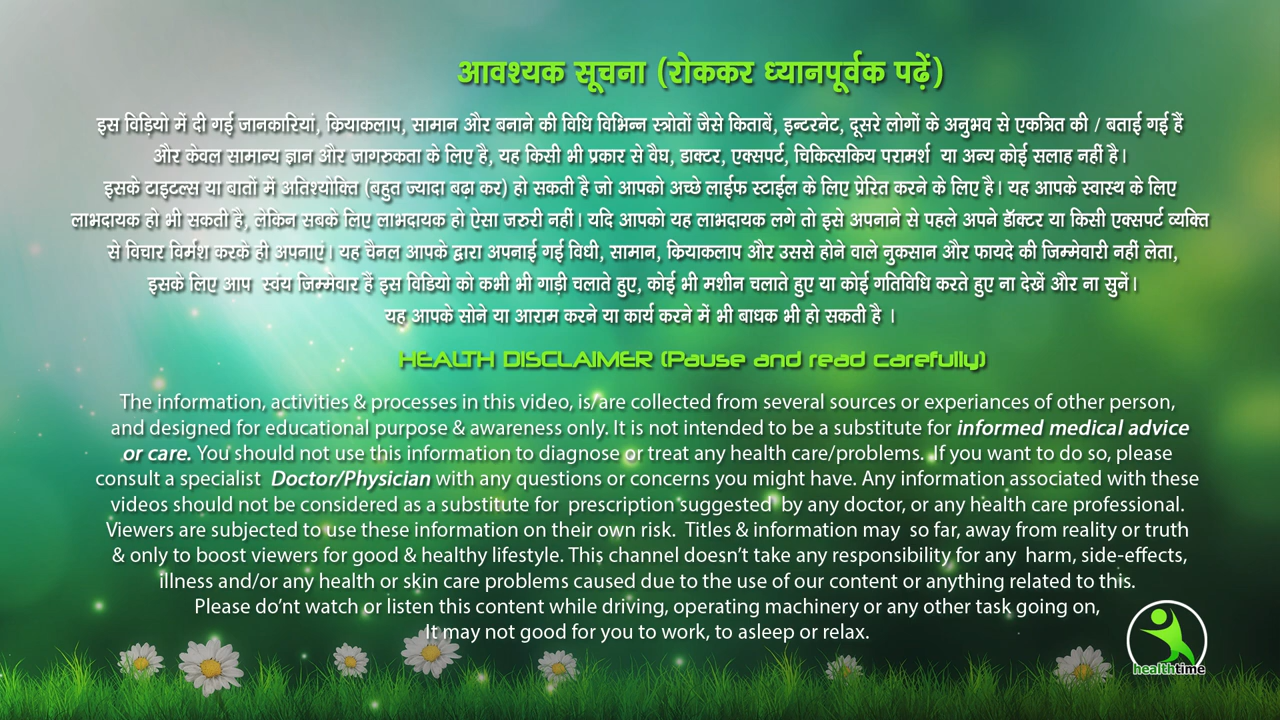 आवश्यक सूचना (रोककर ध्यानपूर्वक पढ़ें)
इस विड़ियो में दी गई जानकारियां, कियाकलाप, सामान और बनाने की विधि विभिन्न स्त्रोतों जैसे किताबें, इन्टरनेट, दूसरे लोगों के अनुभव से एकत्रित की / बताई गई हैं
और केवल सामान्य ज्ञान और जागरुकता के लिए है, यह किसी भी प्रकार से वैघ, डाक्टर, एक्सपर्ट, चिकित्सकिय परामर्श या अन्य कोई सलाह नहीं है।
इसके टाइटल्स या बातों में अतिश्योक्ति (बहुत ज्यादा बढ़ा कर) हो सकती है जो आपको अच्छे लाईफ स्टाईल के लिए प्रेरित करने के लिए है। यह आपके स्वास्थ के लिए
लाभदायक हो भी सकती है, लेकिन सबके लिए लाभदायक हो ऐसा जरुरी नहीं। यदि आपको यह लाभदायक लगे तो इसे अपनाने से पहले अपने डॅाक्टर या किसी एक्सपर्ट व्यक्ति
से विचार विर्मश करके ही अपनाएं। यह चैनल आपके द्वारा अपनाई गई विधी, सामान, कियाकलाप और उससे होने वाले नुकसान और फायदे की जिम्मेवारी नहीं लेता,
इसके लिए आप स्वंय जिम्मेवार हैं इस विडियो को कभी भी गाड़ी चलाते हुए, कोई भी मशीन चलाते हुए या कोई गतिविधि करते हुए ना देखें और ना सुनें।
यह आपके सोने या आराम करने या कार्य करने में भी बाधक भी हो सकती है ।
HEALTH DISCLAIMER (Pause and read carefully)
The information, activities & processes in this video, is/are collected from several sources or experiances of other person,
and designed for educational purpose & awareness only. It is not intended to be a substitute for informed medical advice
or care. You should not use this information to diagnose or treat any health care/problems. If you want to do so, please
consult a specialist Doctor/Physician with any questions or concerns you might have. Any information associated with these
videos should not be considered as a substitute for prescription suggested by any doctor, or any health care professional.
Viewers are subjected to use these information on their own risk. Titles & information may so far, away from reality or truth
& only to boost viewers for good & healthy lifestyle. This channel doesn't take any responsibility for any harm, side-effects,
illness and/or any health or skin care problems caused due to the use of our content or anything related to this.
Please do'nt watch or listen this content while driving, operating machinery or any other task going on,
It may not good for you to work, to asleep or relax.
healthtime